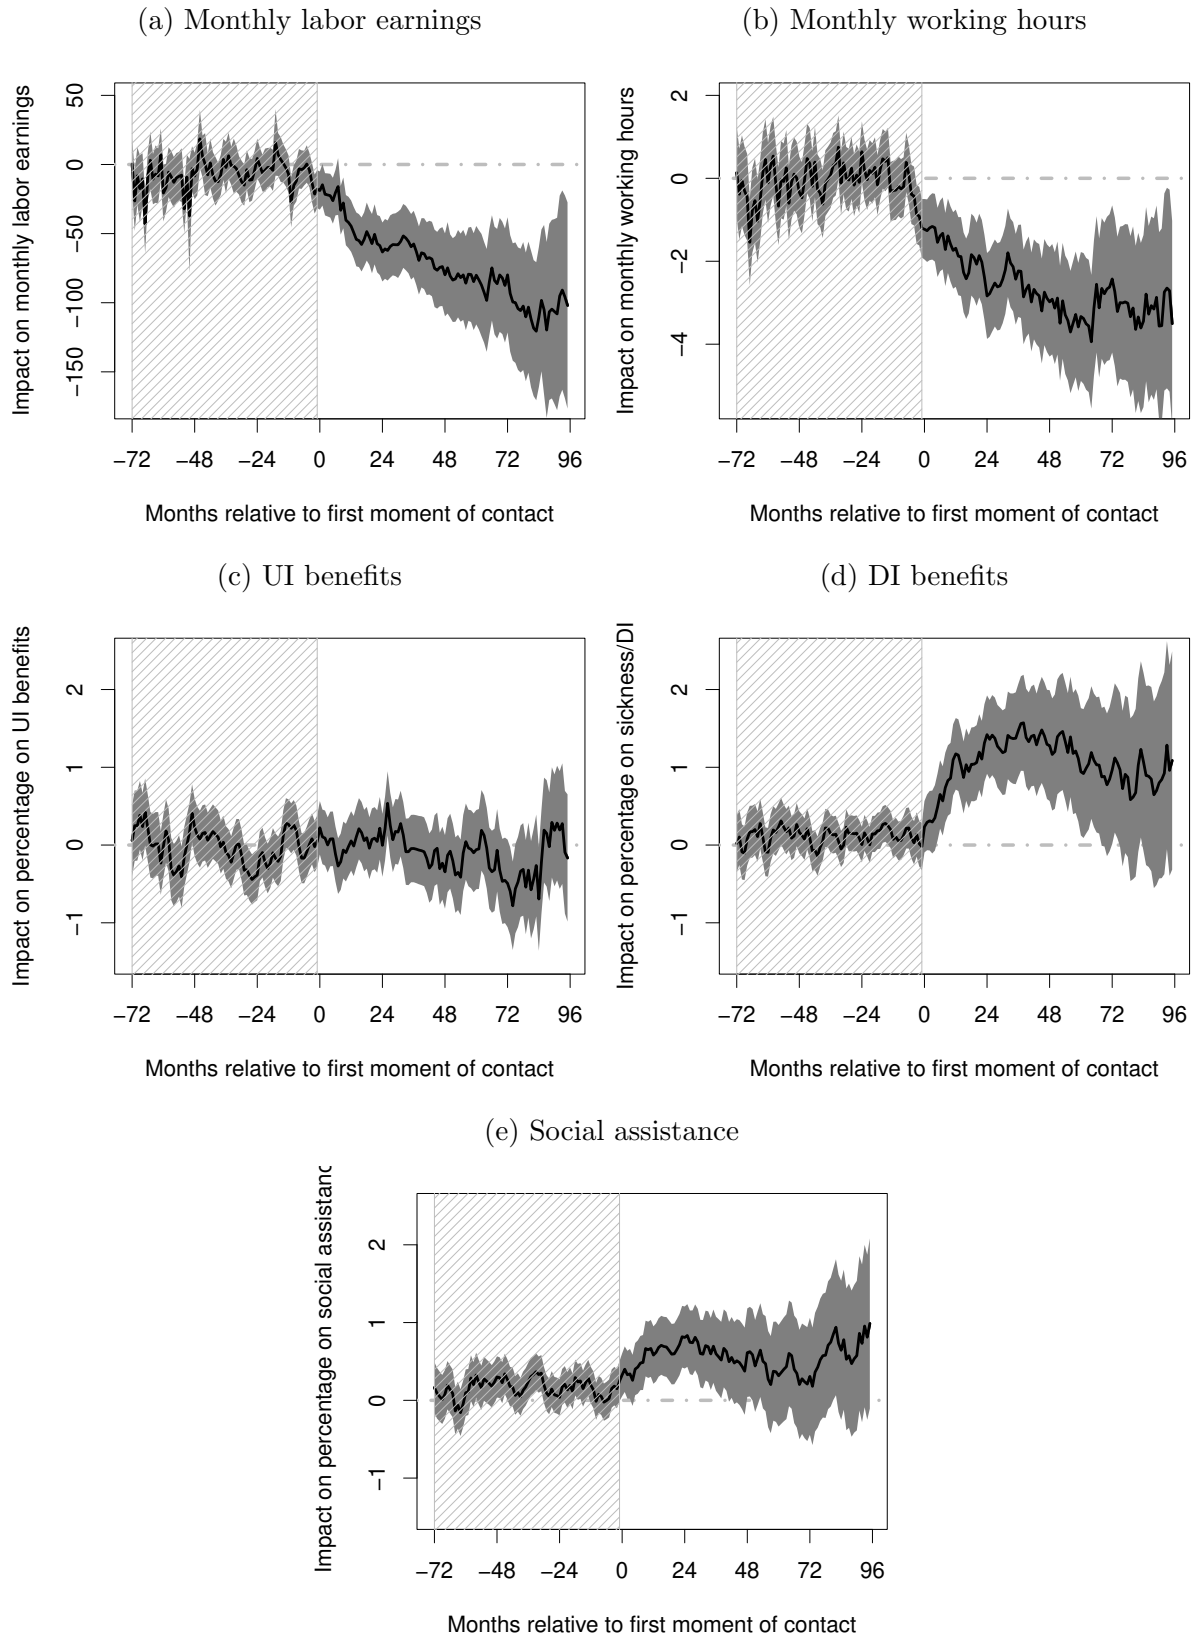 (a) Monthly labor earnings
(b) Monthly working hours
Impact on monthly labor earnings
50
0
−50
−100
−150
−72 −48 −24 0 24 48 72 96
Months relative to first moment of contact
Impact on monthly working hours
2
0
−2
−4
−72 −48 −24 0 24 48 72 96
Months relative to first moment of contact
(c) UI benefits
(d) DI benefits
Impact on percentage on UI benefits
2
1
0
−1
−72 −48 −24 0 24 48 72 96
Months relative to first moment of contact
Impact on percentage on sickness/DI
2
1
0
−1
−72 −48 −24 0 24 48 72 96
Months relative to first moment of contact
(e) Social assistance
Impact on percentage on social assistanc
2
1
0
−1
−72 −48 −24 0 24 48 72 96
Months relative to first moment of contact